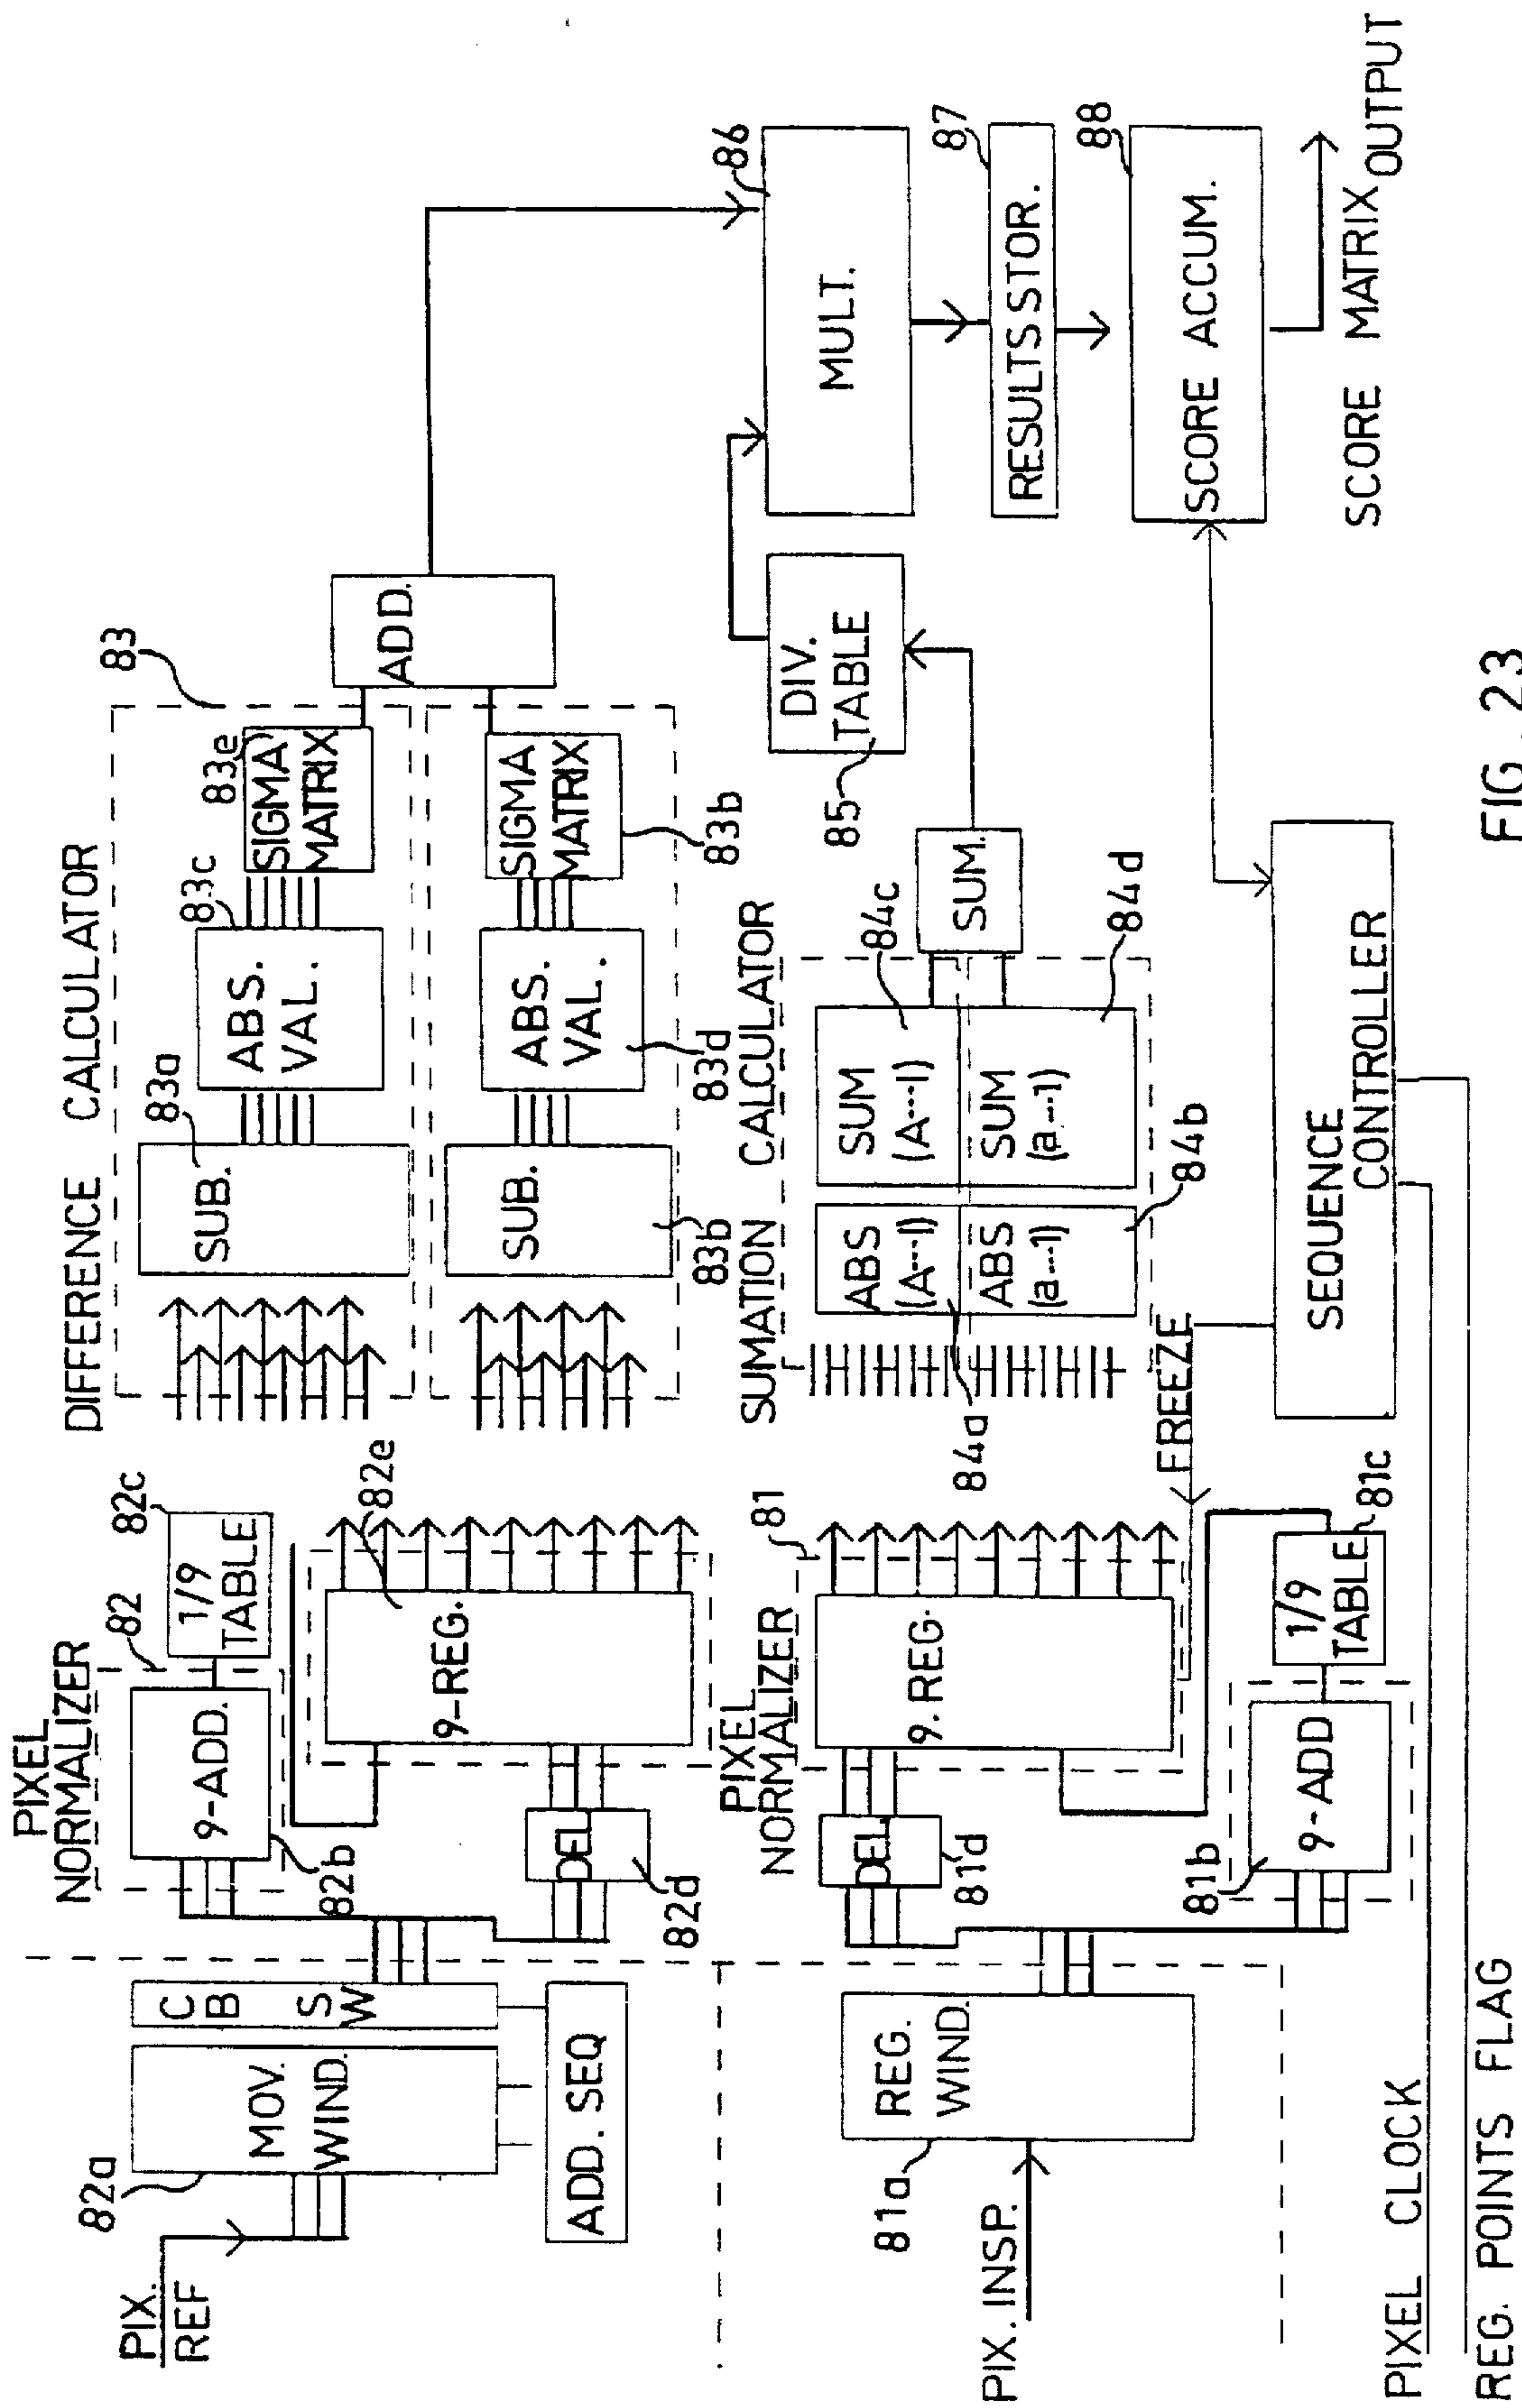 PIX.
REF
82a
MOV.
WIND.
C
B
S
W
ADD. SEQ
PIXEL
NORMALIZER
82
9-ADD.
82b
82c
1/9
TABLE
82d
DEL
9-REG.
82e
PIX. INSP.
81a
REG.
WIND.
PIXEL
NORMALIZER
81
DEL
81d
9. REG.
81b
9-ADD
1/9
TABLE
81c
FREEZE
DIFFERENCE CALCULATOR
83
83a
SUB.
83c
ABS.
VAL.
83e
SIGMA
MATRIX
SUB.
83b
ABS.
VAL.
83d
SIGMA
MATRIX
83b
ADD.
SUMATION CALCULATOR
84a
ABS
(A---I)
ABS
(a---1)
84b
SUM
(A---I)
SUM
(a---1)
84c
84d
SUM.
85
DIV.
TABLE
86
MULT.
87
RESULTS STOR.
88
SCORE ACCUM.
SCORE MATRIX
OUTPUT
SEQUENCE
CONTROLLER
PIXEL CLOCK
REG. POINTS FLAG
FIG. 23